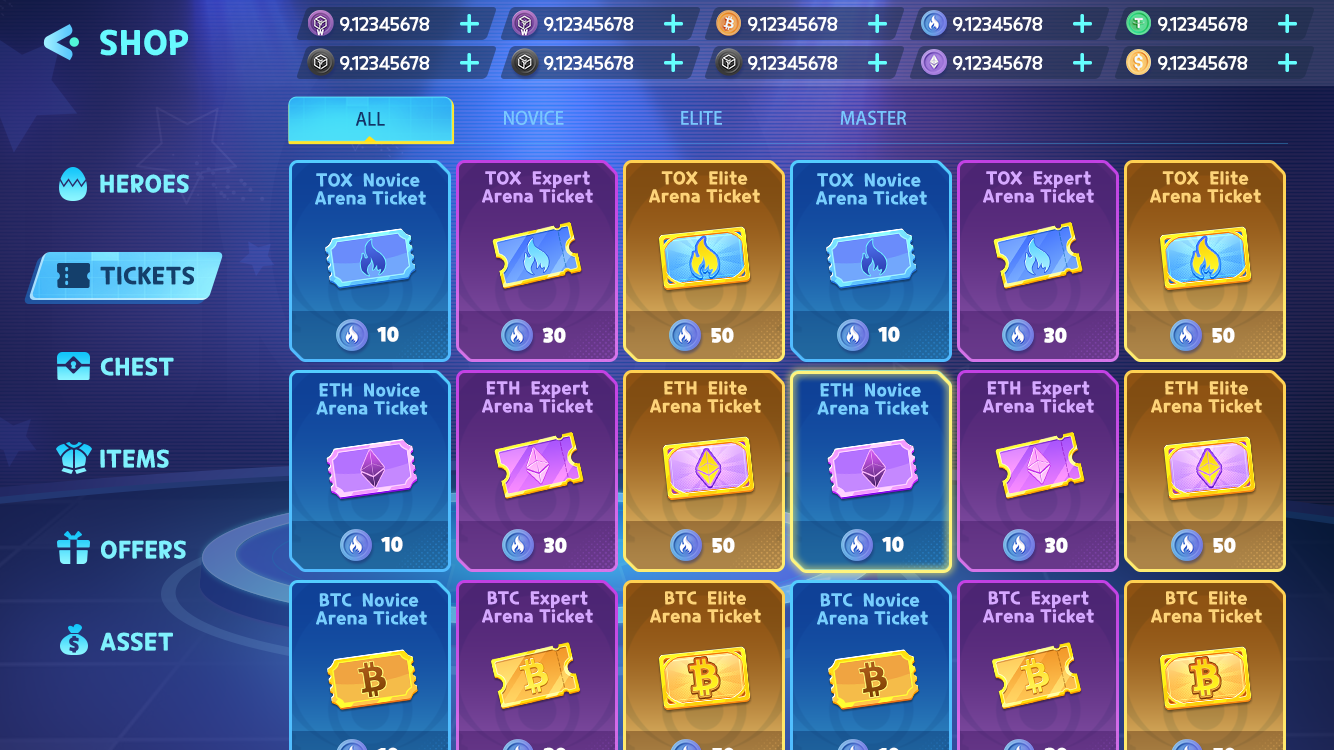 SHOP
9.12345678 + 9.12345678 + 9.12345678 + 9.12345678 + 9.12345678 +
9.12345678 + 9.12345678 + 9.12345678 + 9.12345678 + 9.12345678 +
ALL NOVICE ELITE MASTER
HEROES
TICKETS
CHEST
ITEMS
OFFERS
ASSET
TOX Novice
Arena Ticket
10
TOX Expert
Arena Ticket
30
TOX Elite
Arena Ticket
50
TOX Novice
Arena Ticket
10
TOX Expert
Arena Ticket
30
TOX Elite
Arena Ticket
50
ETH Novice
Arena Ticket
10
ETH Expert
Arena Ticket
30
ETH Elite
Arena Ticket
50
ETH Novice
Arena Ticket
10
ETH Expert
Arena Ticket
30
ETH Elite
Arena Ticket
50
BTC Novice
Arena Ticket
BTC Expert
Arena Ticket
BTC Elite
Arena Ticket
BTC Novice
Arena Ticket
BTC Expert
Arena Ticket
BTC Elite
Arena Ticket